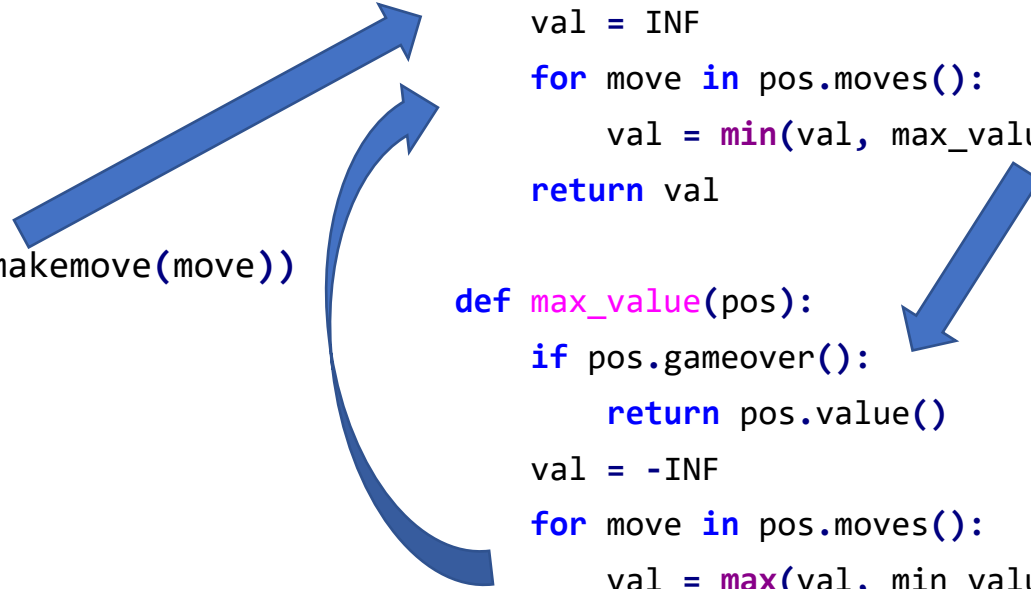 val = INF
for move in pos.moves():
val = min(val, max_valu
return val
makemove(move))
def max_value(pos):
if pos.gameover():
return pos.value()
val = -INF
for move in pos.moves():
val = max(val, min_valu